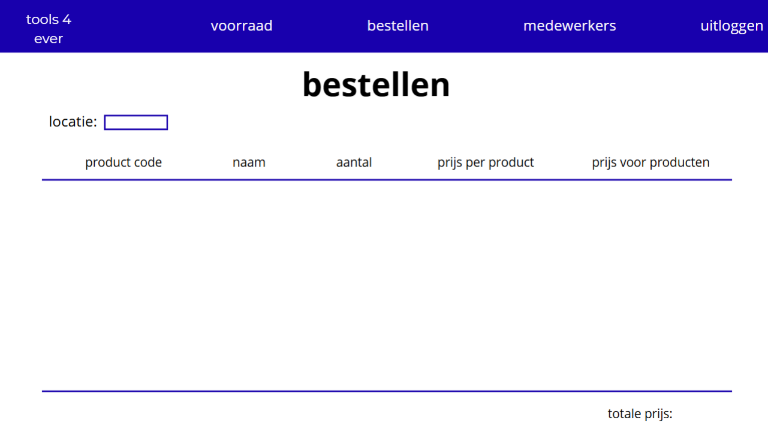 tools 4
ever
voorraad bestellen medewerkers uitloggen
bestellen
locatie:
product code naam aantal prijs per product prijs voor producten
totale prijs: